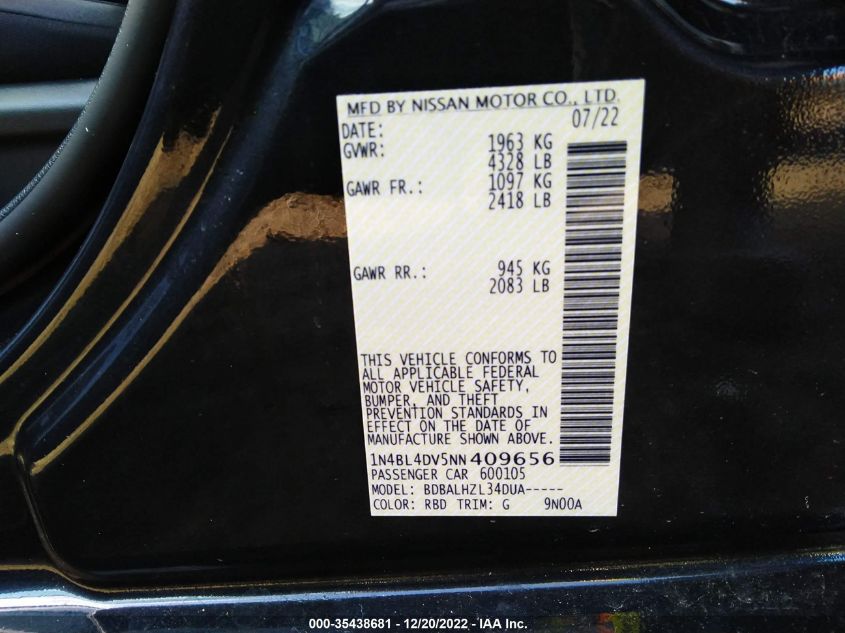 MFD BY NISSAN MOTOR CO., LTD.
DATE: 07/22
GVWR: 1963 KG
4328 LB
GAWR FR.: 1097 KG
2418 LB
GAWR RR.: 945 KG
2083 LB
THIS VEHICLE CONFORMS TO
ALL APPLICABLE FEDERAL
MOTOR VEHICLE SAFETY,
BUMPER, AND THEFT
PREVENTION STANDARDS IN
EFFECT ON THE DATE OF
MANUFACTURE SHOWN ABOVE.
1N4BL4DV5NN409656
PASSENGER CAR 600105
MODEL: BDBALHZL34DUA-----
COLOR: RBD TRIM: G 9N00A
000-35438681 - 12/20/2022 - IAA Inc.